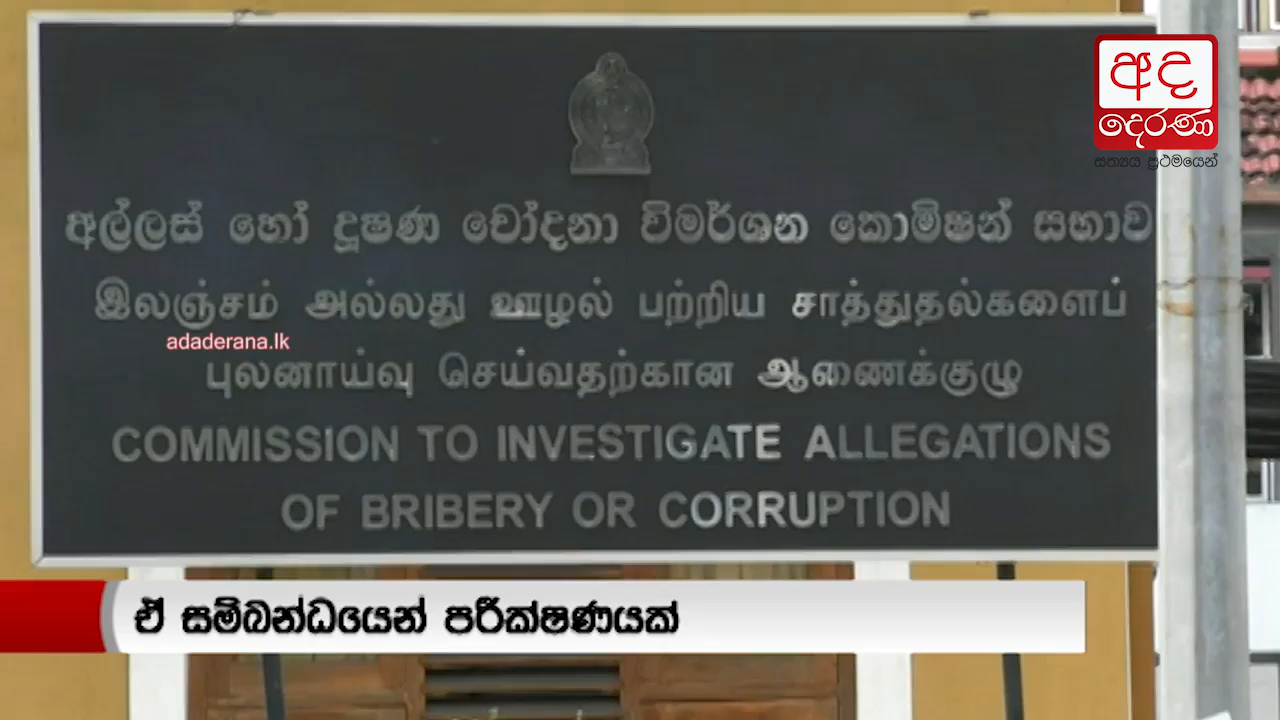 අද
දෙරණ
සත්‍යය ප්‍රථමයෙන්
අල්ලස් හෝ දූෂණ චෝදනා විමර්ශන කොමිෂන් සභාව
இலஞ்சம் அல்லது ஊழல் பற்றிய சாத்துதல்களைப்
adaderana.lk
புலனாய்வு செய்வதற்கான ஆணைக்குழு
COMMISSION TO INVESTIGATE ALLEGATIONS
OF BRIBERY OR CORRUPTION
ඒ සම්බන්ධයෙන් පරීක්ෂණයක්